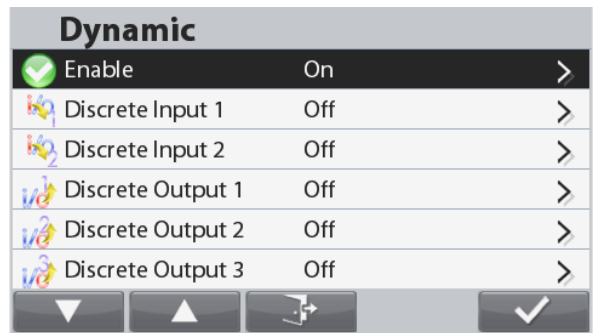 Dynamic
Enable On
Discrete Input 1 Off
Discrete Input 2 Off
Discrete Output 1 Off
Discrete Output 2 Off
Discrete Output 3 Off